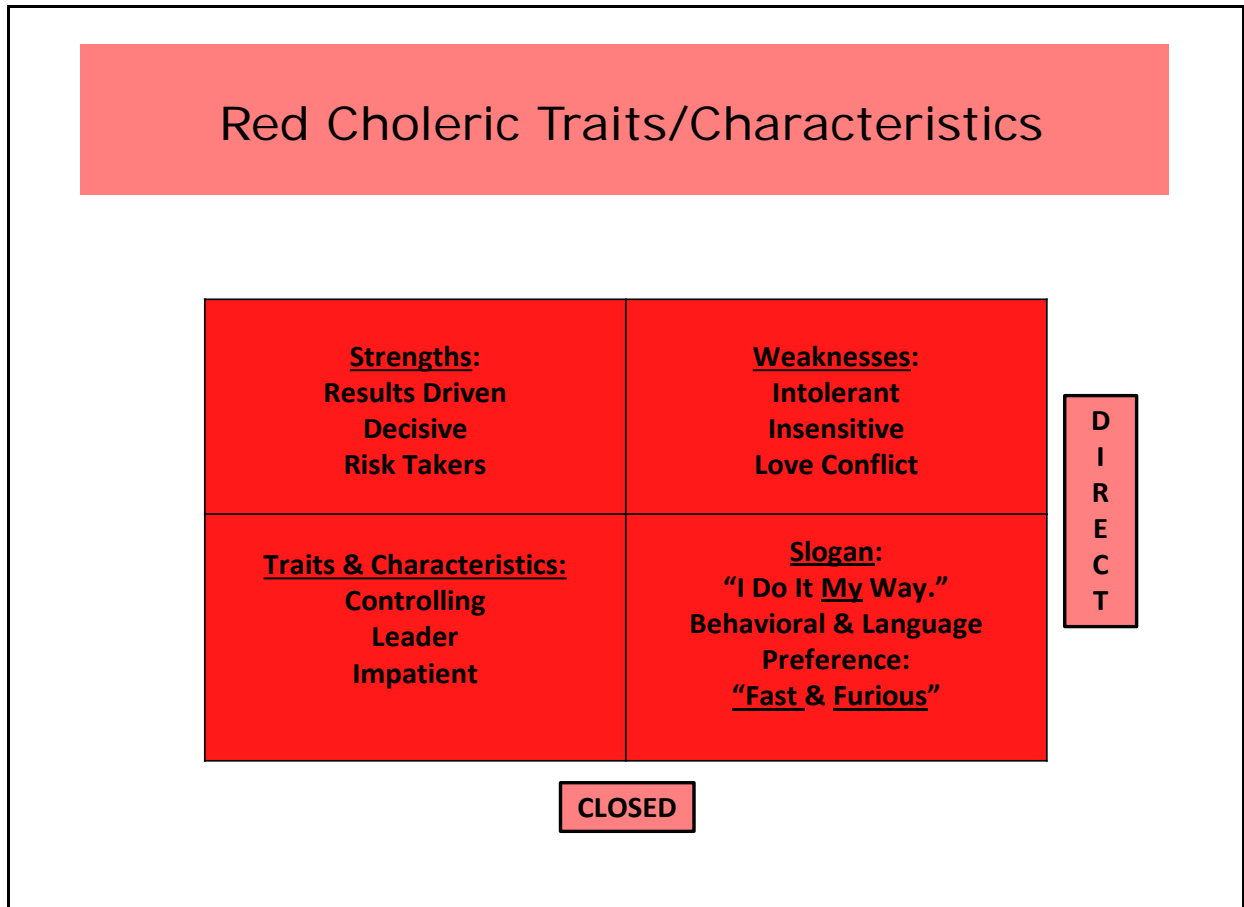 Red Choleric Traits/Characteristics
Strengths:
Results Driven
Decisive
Risk Takers
Weaknesses:
Intolerant
Insensitive
Love Conflict
Traits & Characteristics:
Controlling
Leader
Impatient
Slogan:
“I Do It My Way.”
Behavioral & Language
Preference:
“Fast & Furious”
D
I
R
E
C
T
CLOSED